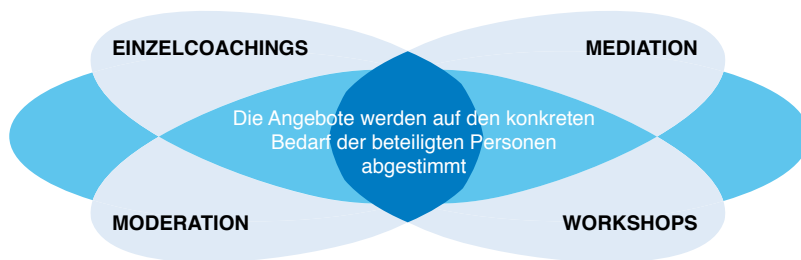 EINZELCOACHINGS
MEDIATION
Die Angebote werden auf den konkreten
Bedarf der beteiligten Personen
abgestimmt
MODERATION
WORKSHOPS